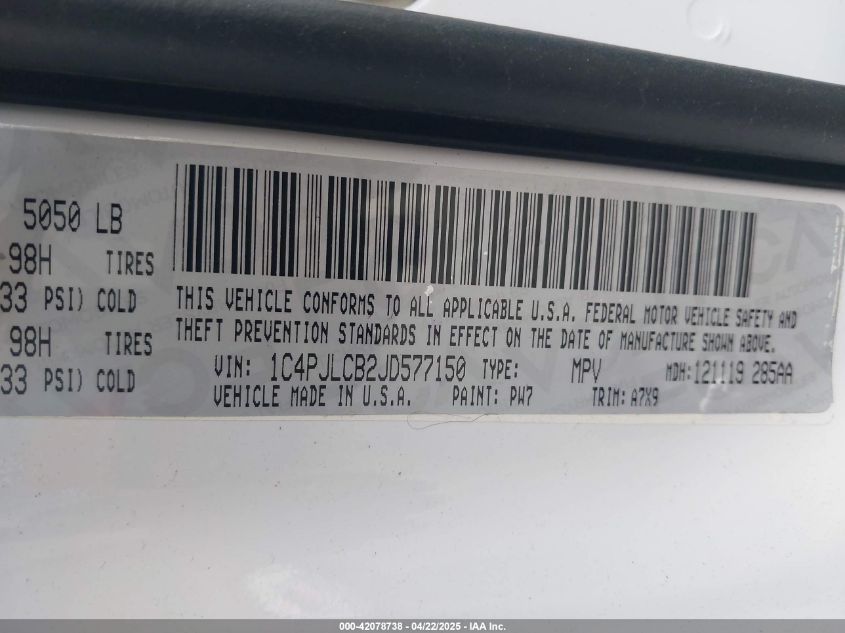 5050 LB
98H TIRES
33 PSI) COLD
98H TIRES
33 PSI) COLD
THIS VEHICLE CONFORMS TO ALL APPLICABLE U.S.A. FEDERAL MOTOR VEHICLE SAFETY AND
THEFT PREVENTION STANDARDS IN EFFECT ON THE DATE OF MANUFACTURE SHOWN ABOVE.
VIN: 1C4PJLCB2JD577150 TYPE: MPV MDH:121119 285AA
VEHICLE MADE IN U.S.A. PAINT: PW7 TRIM: A7X9
000-42078738 - 04/22/2025 - IAA Inc.